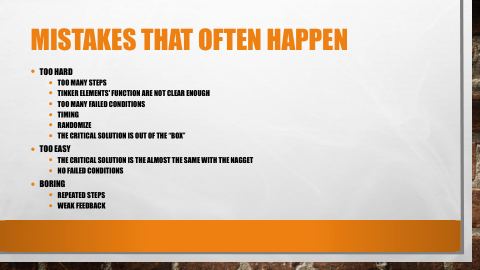 MISTAKES THAT OFTEN HAPPEN
TOO HARD
TOO MANY STEPS
TINKER ELEMENTS' FUNCTION ARE NOT CLEAR ENOUGH
TOO MANY FAILED CONDITIONS
TIMING
RANDOMIZE
THE CRITICAL SOLUTION IS OUT OF THE "BOX"
TOO EASY
THE CRITICAL SOLUTION IS THE ALMOST THE SAME WITH THE NAGGET
NO FAILED CONDITIONS
BORING
REPEATED STEPS
WEAK FEEDBACK